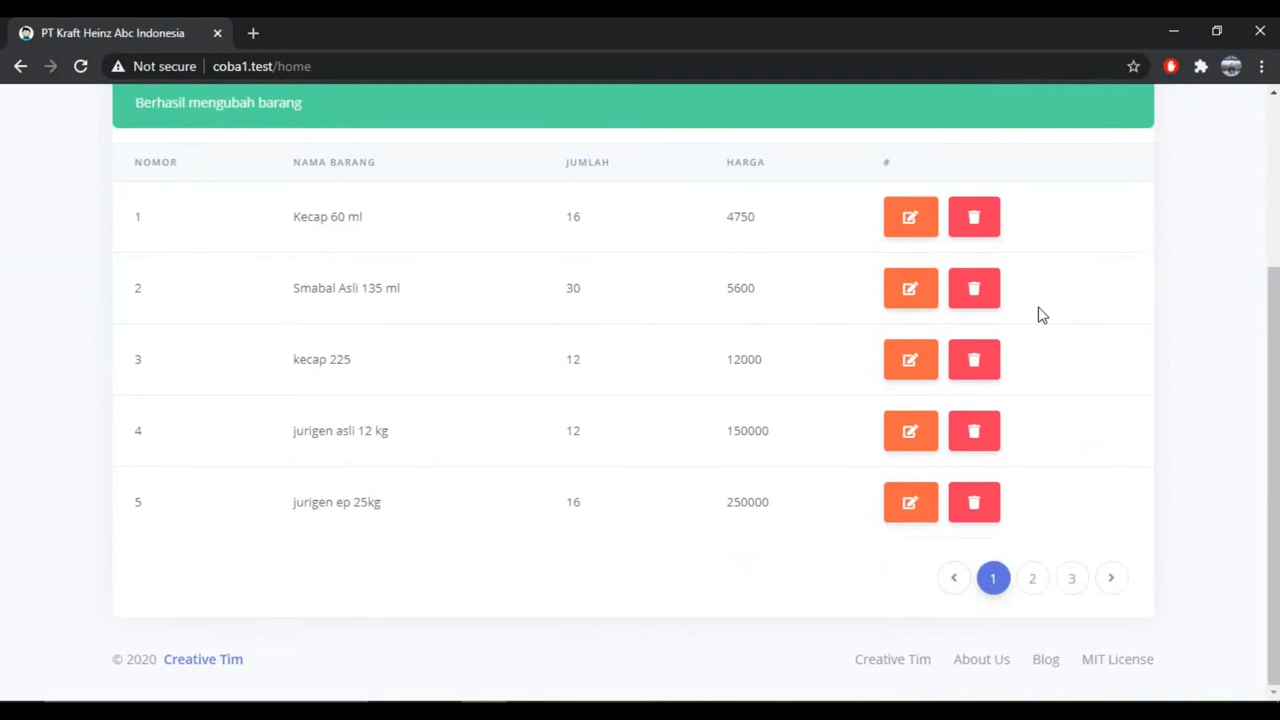 PT Kraft Heinz Abc Indonesia
Not secure coba1.test/home
Berhasil mengubah barang
NOMOR NAMA BARANG JUMLAH HARGA #
1 Kecap 60 ml 16 4750
2 Smabal Asli 135 ml 30 5600
3 kecap 225 12 12000
4 jurigen asli 12 kg 12 150000
5 jurigen ep 25kg 16 250000
1 2 3
© 2020 Creative Tim Creative Tim About Us Blog MIT License